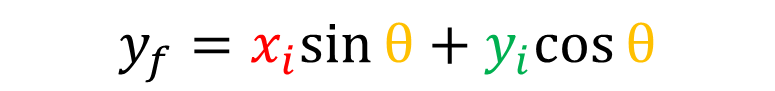 y_f = x_i sin θ + y_i cos θ